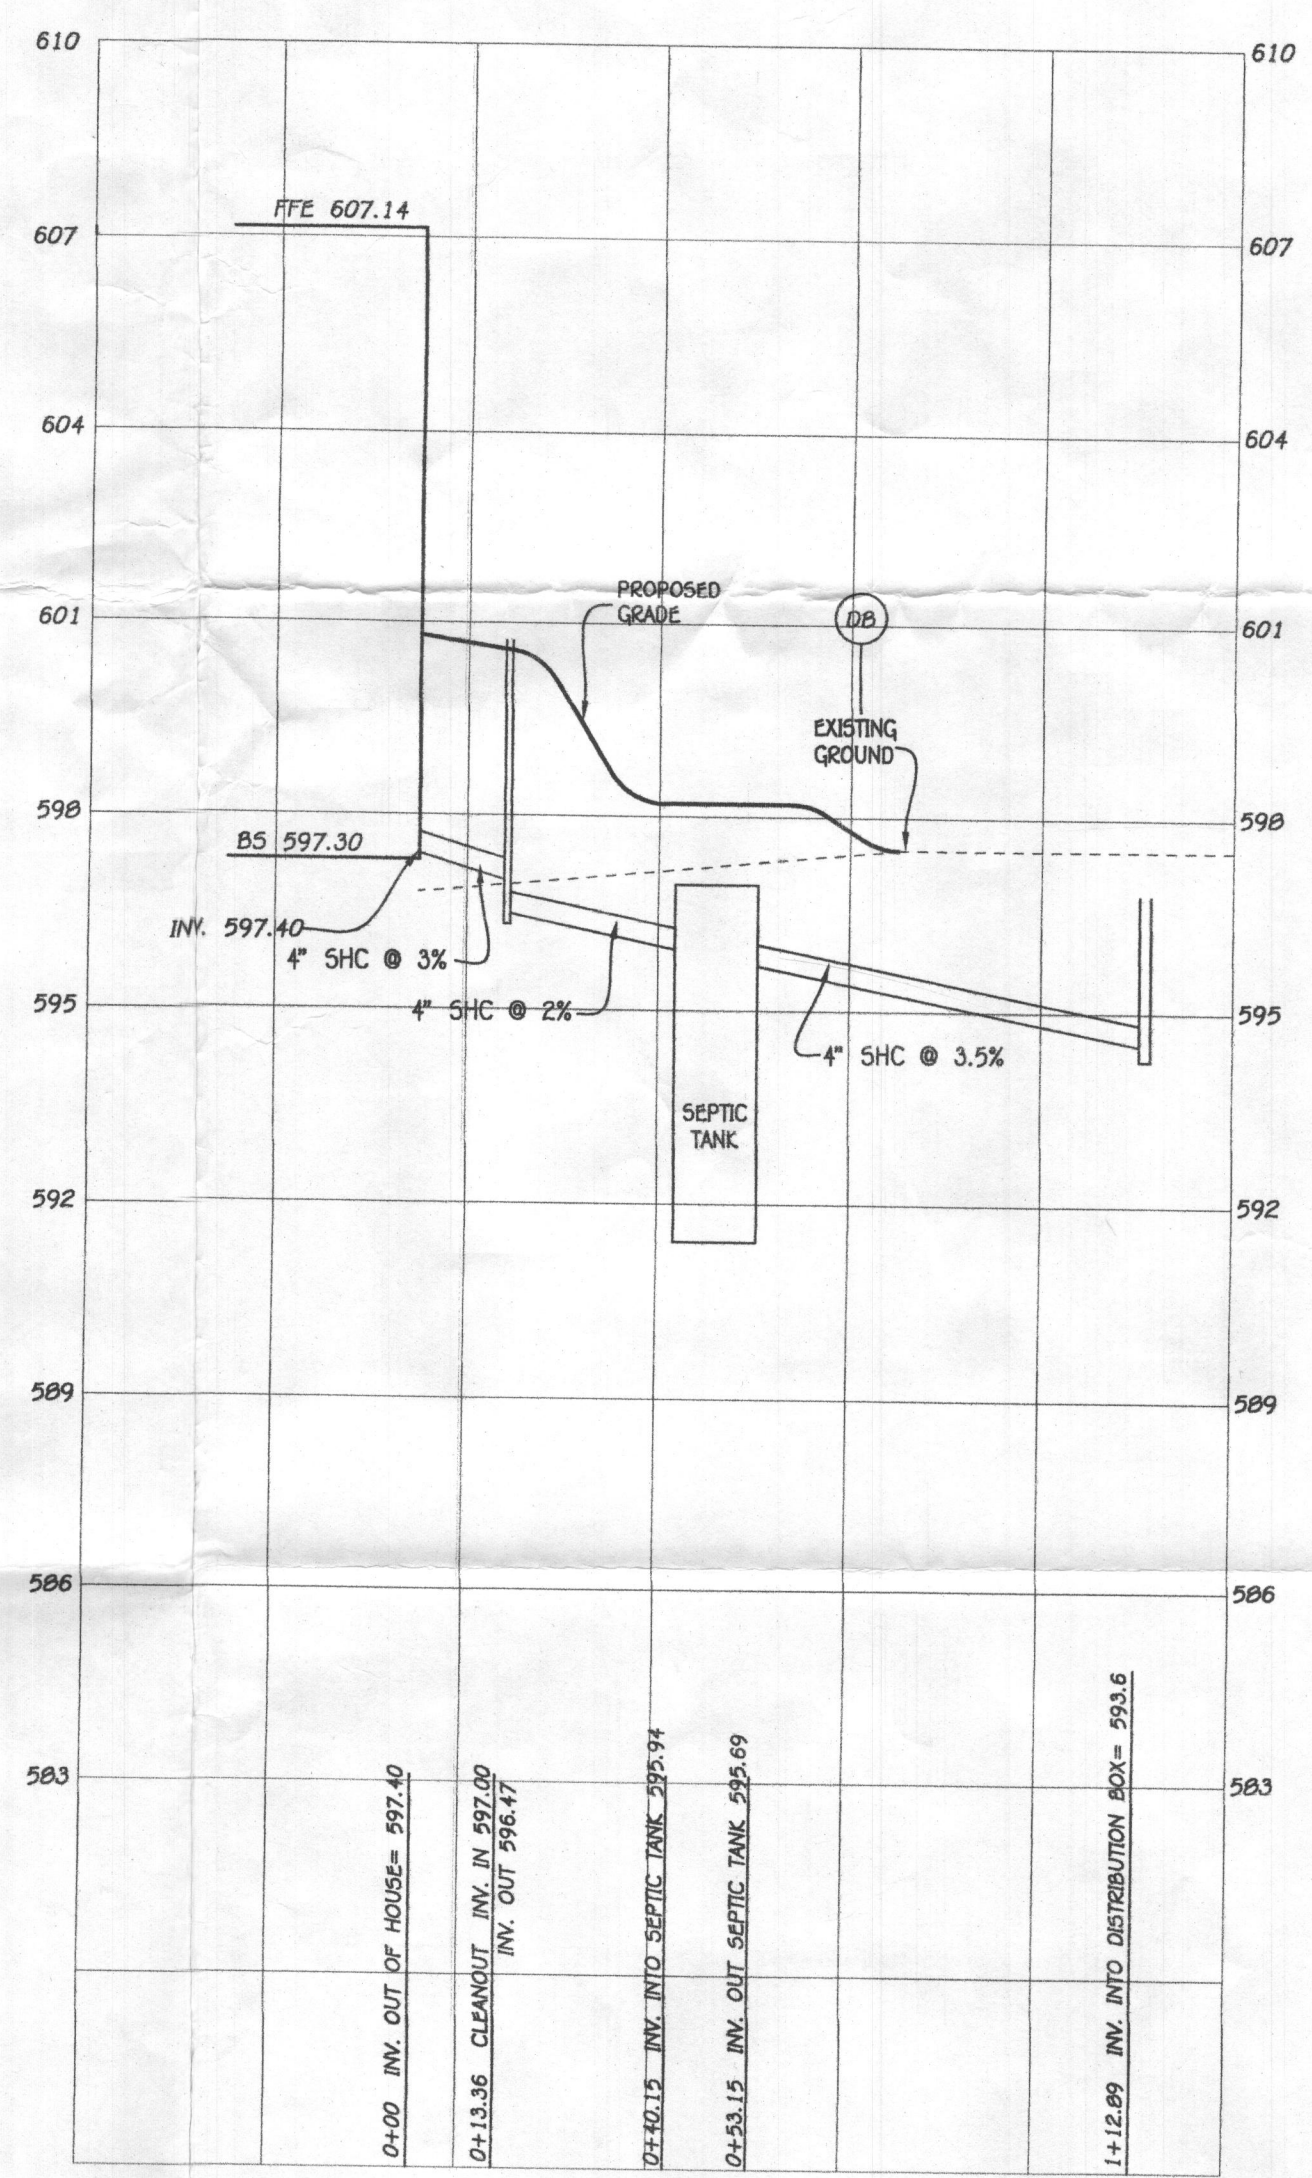 610
610
FFE 607.14
607
607
604
604
PROPOSED
GRADE
601
DB
601
EXISTING
GROUND
598
598
BS 597.30
INV. 597.40
4" SHC @ 3%
4" SHC @ 2%
595
595
4" SHC @ 3.5%
SEPTIC
TANK
592
592
589
589
586
586
583
583
0+00 INV. OUT OF HOUSE= 597.40
0+13.36 CLEANOUT INV. IN 597.00
INV. OUT 596.47
0+40.15 INV. INTO SEPTIC TANK 595.94
0+53.15 INV. OUT SEPTIC TANK 595.69
1+12.89 INV. INTO DISTRIBUTION BOX= 593.6